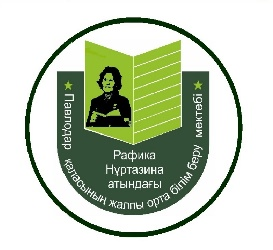 Павлодар қаласының жалпы орта білім беру мектебі
Рафика
Нұртазина
атындағы